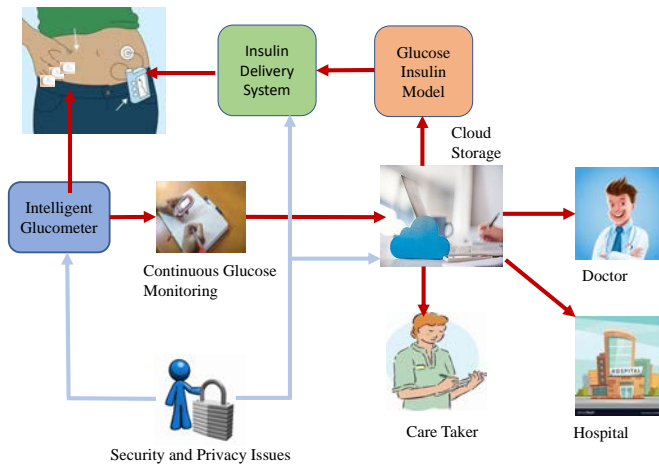 Insulin
Delivery
System
Glucose
Insulin
Model
Cloud
Storage
Intelligent
Glucometer
Continuous Glucose
Monitoring
Doctor
HOSPITAL
Care Taker
Hospital
Security and Privacy Issues